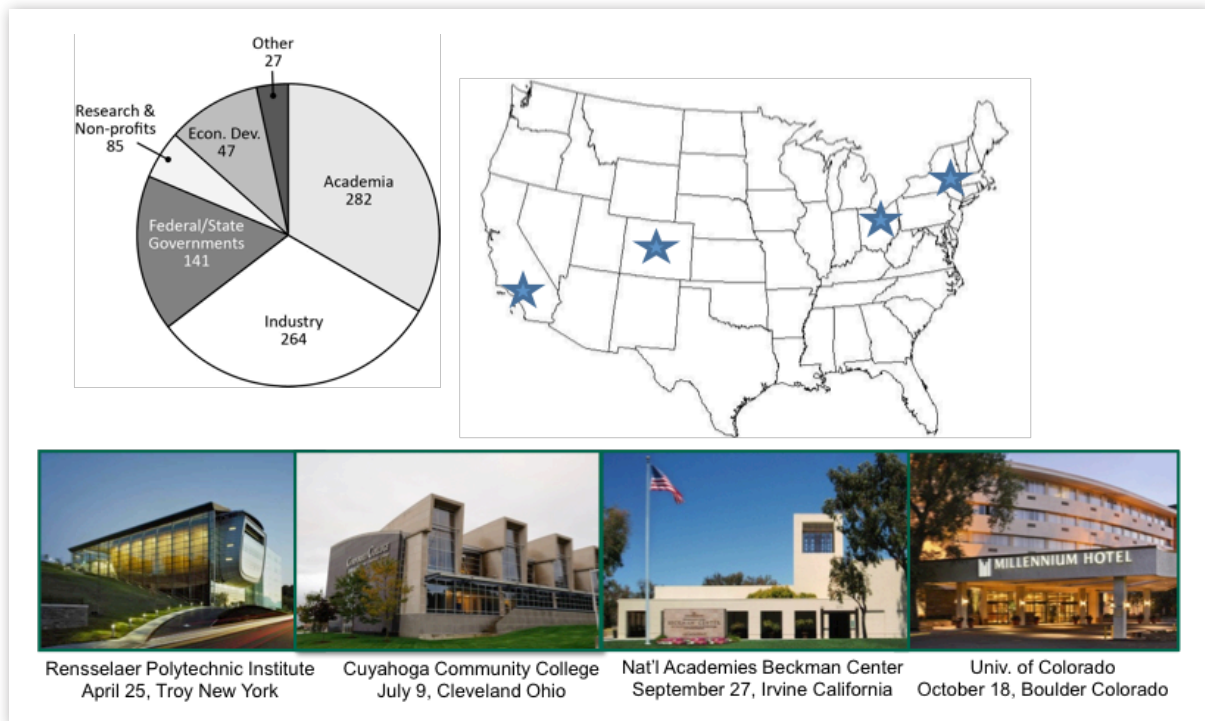 Other
27
Research &
Non-profits
85
Econ. Dev.
47
Academia
282
Federal/State
Governments
141
Industry
264
MILLENNIUM HOTEL
Rensselaer Polytechnic Institute
April 25, Troy New York
Cuyahoga Community College
July 9, Cleveland Ohio
Nat'l Academies Beckman Center
September 27, Irvine California
Univ. of Colorado
October 18, Boulder Colorado